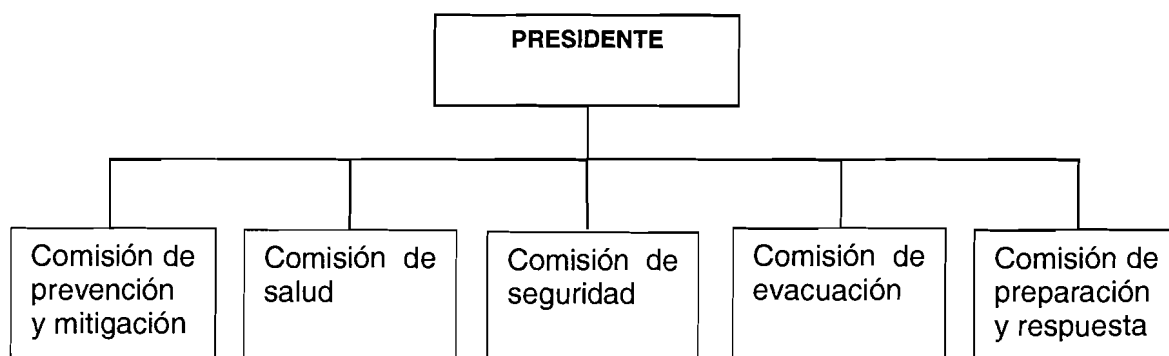 PRESIDENTE
Comisión de
prevención
y mitigación
Comisión de
salud
Comisión de
seguridad
Comisión de
evacuación
Comisión de
preparación
y respuesta